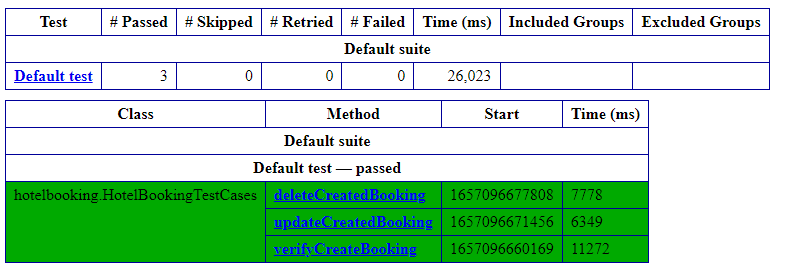 Test # Passed # Skipped # Retried # Failed Time (ms) Included Groups Excluded Groups
Default suite
Default test 3 0 0 0 26,023
Class Method Start Time (ms)
Default suite
Default test — passed
hotelbooking.HotelBookingTestCases deleteCreatedBooking 1657096677808 7778
updateCreatedBooking 1657096671456 6349
verifyCreateBooking 1657096660169 11272